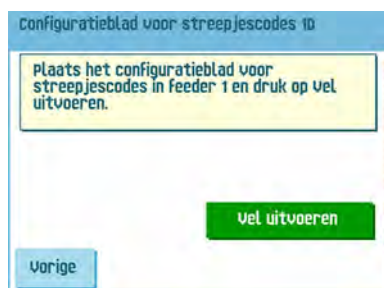 Configuratieblad voor streepjescodes 1D
Plaats het configuratieblad voor
streepjescodes in feeder 1 en druk op vel
uitvoeren.
Vel uitvoeren
Vorige